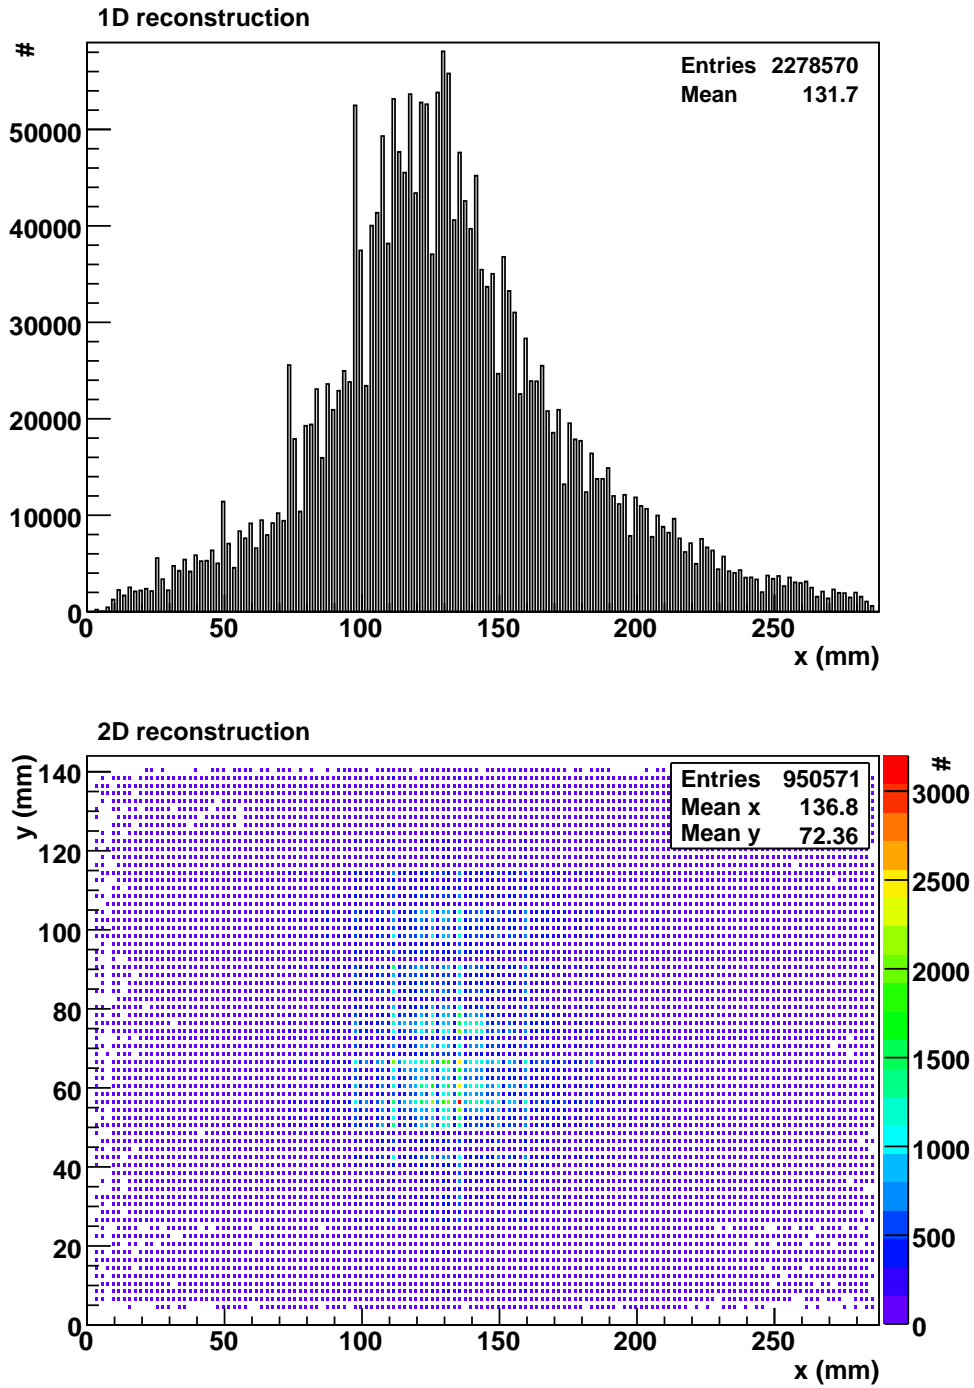 1D reconstruction
#
Entries 2278570
Mean 131.7
50000
40000
30000
20000
10000
0
0 50 100 150 200 250
x (mm)
2D reconstruction
y (mm)
#
Entries 950571
Mean x 136.8
Mean y 72.36
140
120
100
80
60
40
20
0
3000
2500
2000
1500
1000
500
0
0 50 100 150 200 250
x (mm)